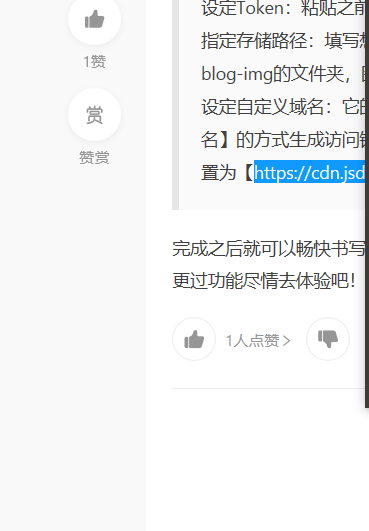 1赞
赏
赞赏
设定Token：粘贴之前
指定存储路径：填写想
blog-img的文件夹，
设定自定义域名：它的
名】的方式生成访问链
置为【https://cdn.jsd
完成之后就可以畅快书写
更过功能尽情去体验吧！
1人点赞 >